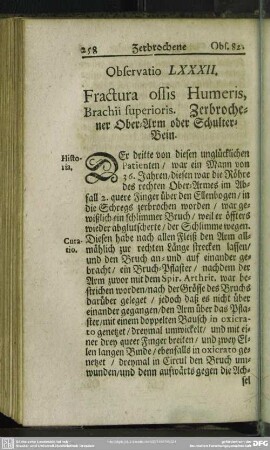 258 Zerbrochene Obs. 82.
Observatio LXXXII.
Fractura ossis Humeris,
Brachii superioris. Zerbroche-
ner Ober-Arm oder Schulter-
Bein.
Histo-
ria.
DEr dritte von diesen unglücklichen
Patienten / war ein Mann von
36. Jahren / diesen war die Röhre
des rechten Ober-Armes im Ab-
fall 2. quere Finger über den Ellenbogen / in
die Schregs zerbrochen worden / war ge-
wißlich ein schlimmer Bruch / weil er öffters
wieder abglutscherte / der Schlimme wegen.
Cura-
tio.
Diesen habe nach allen Fleß den Arm all-
mählich zur rechten Länge strecken lassen /
und den Bruch an- und auf einander ge-
bracht / ein Bruch-Pflaster / nachdem der
Arm zuvor mit dem Spir. Arthrit. war be-
strichen worden / nach der Grösse des Bruchs
darüber geleget / jedoch daß es nicht über
einander gegangen / den Arm über das Pfla-
ster / mit einem doppelten Bausch in oxicra-
to genetzet / dreymal umwickelt / und mit ei-
ner drey queer Finger breiten / und zwey El-
len langen Binde / ebenfalls in oxicrato ge-
netzet / dreymal in Circul den Bruch um-
wunden / und denn aufwärts gegen die Ach-
sel